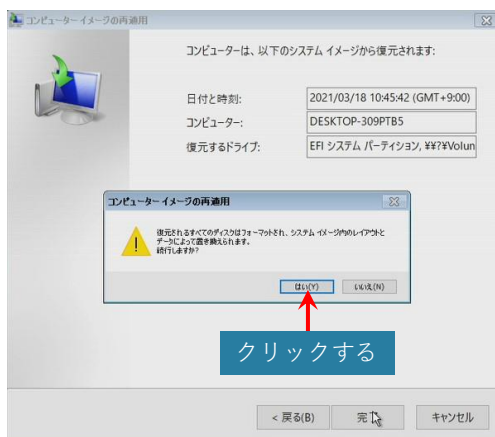 コンピューター イメージの再適用
コンピューターは、以下のシステム イメージから復元されます:
日付と時刻: 2021/03/18 10:45:42 (GMT+9:00)
コンピューター: DESKTOP-309PTB5
復元するドライブ: EFI システム パーティション, ¥¥?¥Volun
コンピューター イメージの再適用
復元されるすべてのディスクはフォーマットされ、システム イメージ内のレイアウトと
データによって置き換えられます。
続行しますか?
はい(Y) いいえ(N)
クリックする
< 戻る(B) 完了 キャンセル